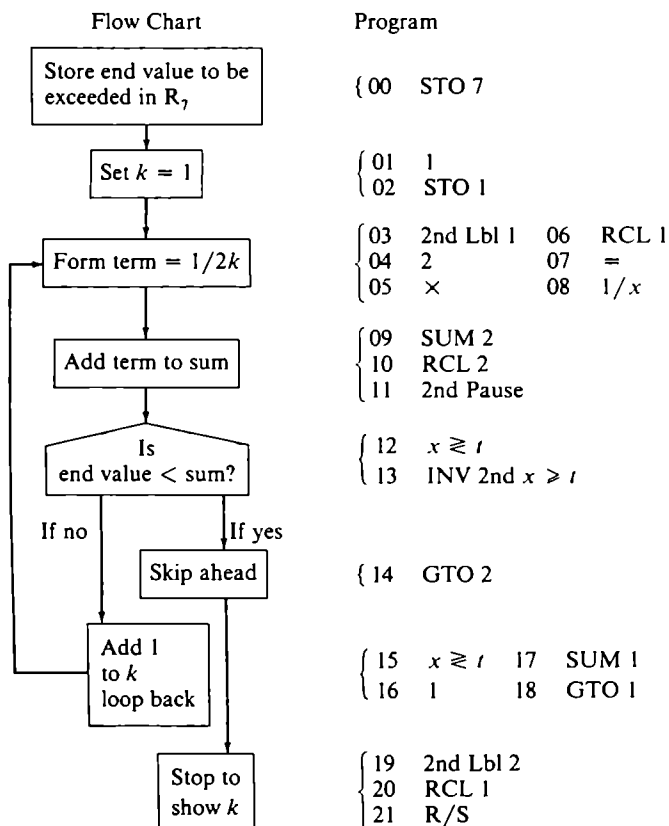 Flow Chart Program
Store end value to be
exceeded in R₇
{ 00 STO 7
Set k = 1
{ 01 1
02 STO 1
Form term = 1/2k
{ 03 2nd Lbl 1 06 RCL 1
04 2 07 =
05 × 08 1/x
Add term to sum
{ 09 SUM 2
10 RCL 2
11 2nd Pause
Is
end value < sum?
{ 12 x ≷ t
13 INV 2nd x ⩾ t
If no If yes
Skip ahead
{ 14 GTO 2
Add 1
to k
loop back
{ 15 x ≷ t 17 SUM 1
16 1 18 GTO 1
Stop to
show k
{ 19 2nd Lbl 2
20 RCL 1
21 R/S